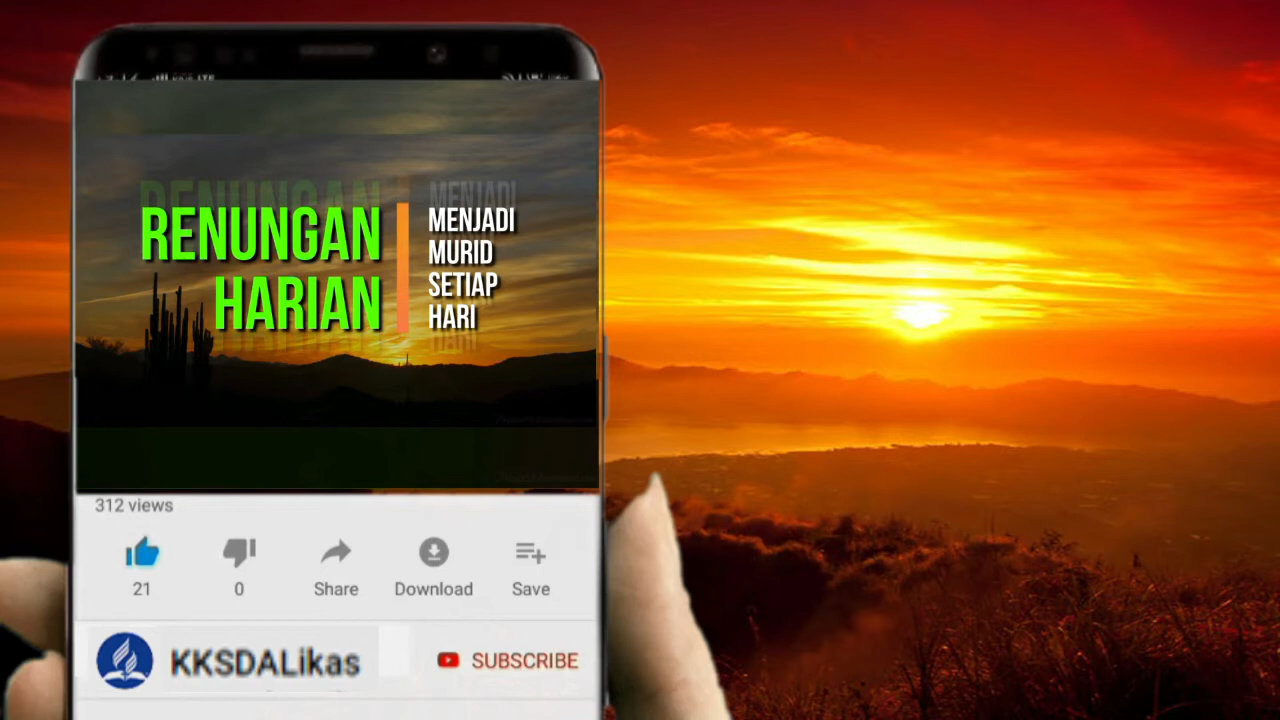 RENUNGAN
HARIAN
MENJADI
MURID
SETIAP
HARI
312 views
21
0
Share
Download
Save
KKSDALikas
SUBSCRIBE